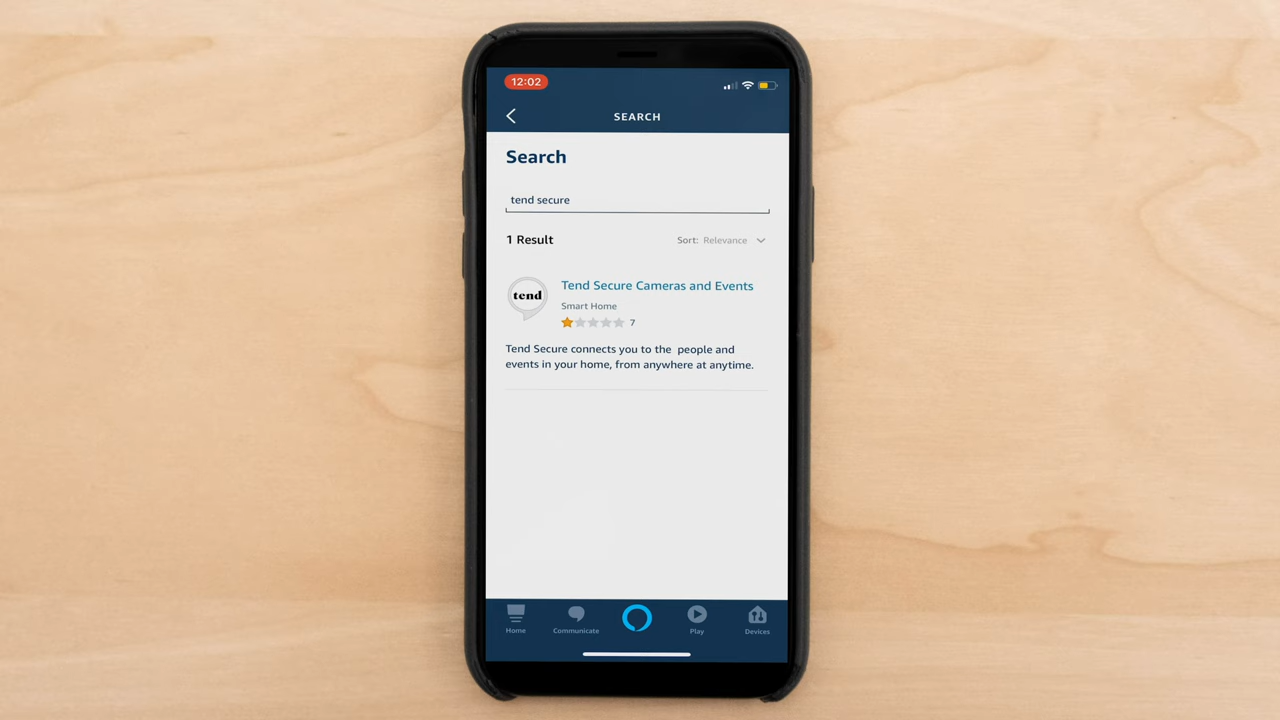 12:02
SEARCH
Search
tend secure
1 Result
Sort: Relevance
tend
Tend Secure Cameras and Events
Smart Home
7
Tend Secure connects you to the people and
events in your home, from anywhere at anytime.
Home
Communicate
Play
Devices